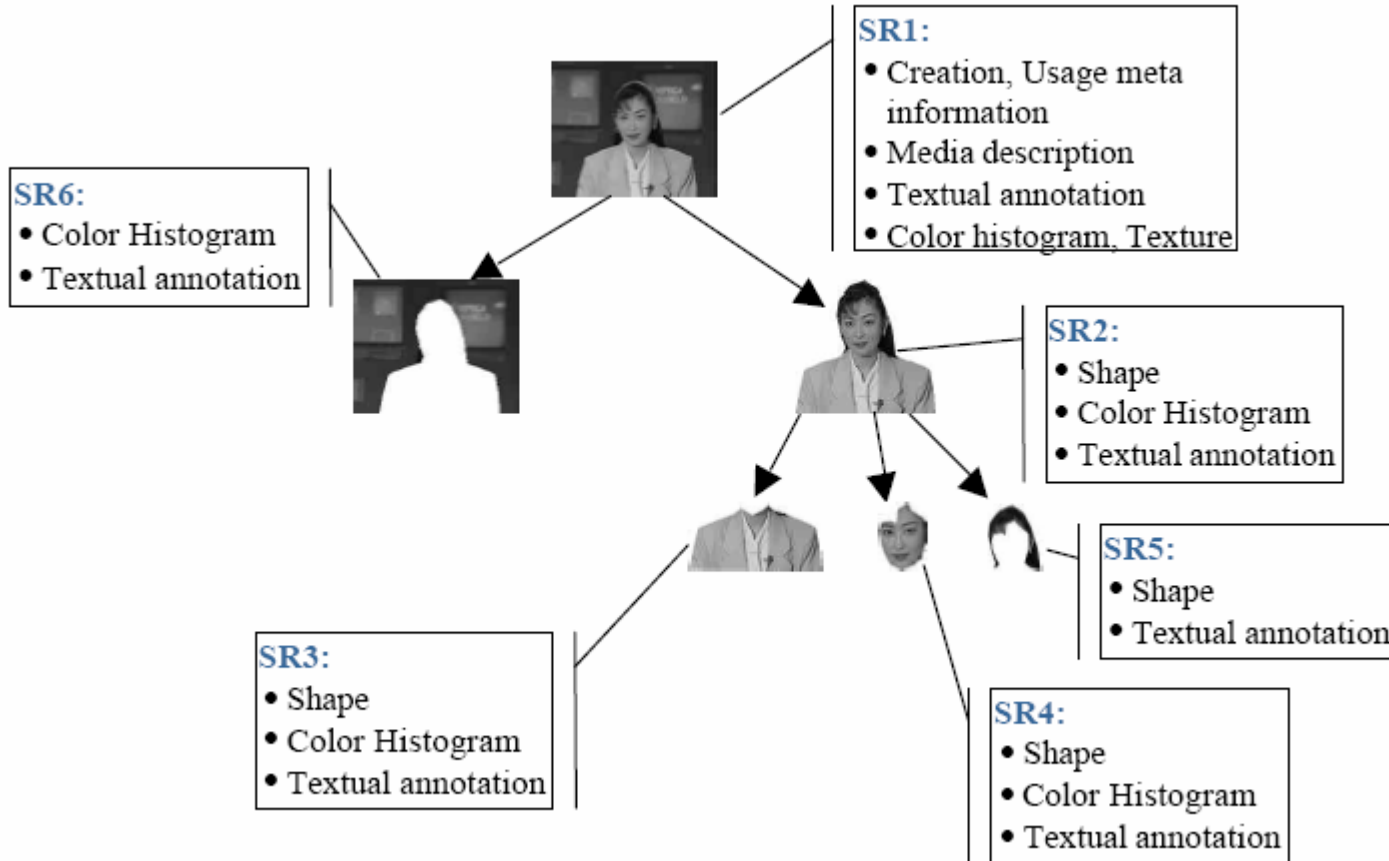 SR1:
• Creation, Usage meta
information
• Media description
• Textual annotation
• Color histogram, Texture
SR6:
• Color Histogram
• Textual annotation
SR2:
• Shape
• Color Histogram
• Textual annotation
SR5:
• Shape
• Textual annotation
SR3:
• Shape
• Color Histogram
• Textual annotation
SR4:
• Shape
• Color Histogram
• Textual annotation